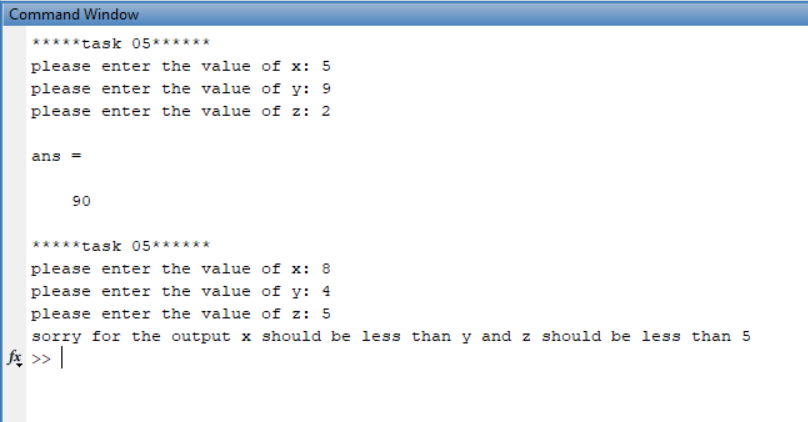 Command Window
*****task 05******
please enter the value of x: 5
please enter the value of y: 9
please enter the value of z: 2
ans =
90
*****task 05******
please enter the value of x: 8
please enter the value of y: 4
please enter the value of z: 5
sorry for the output x should be less than y and z should be less than 5
fx >>